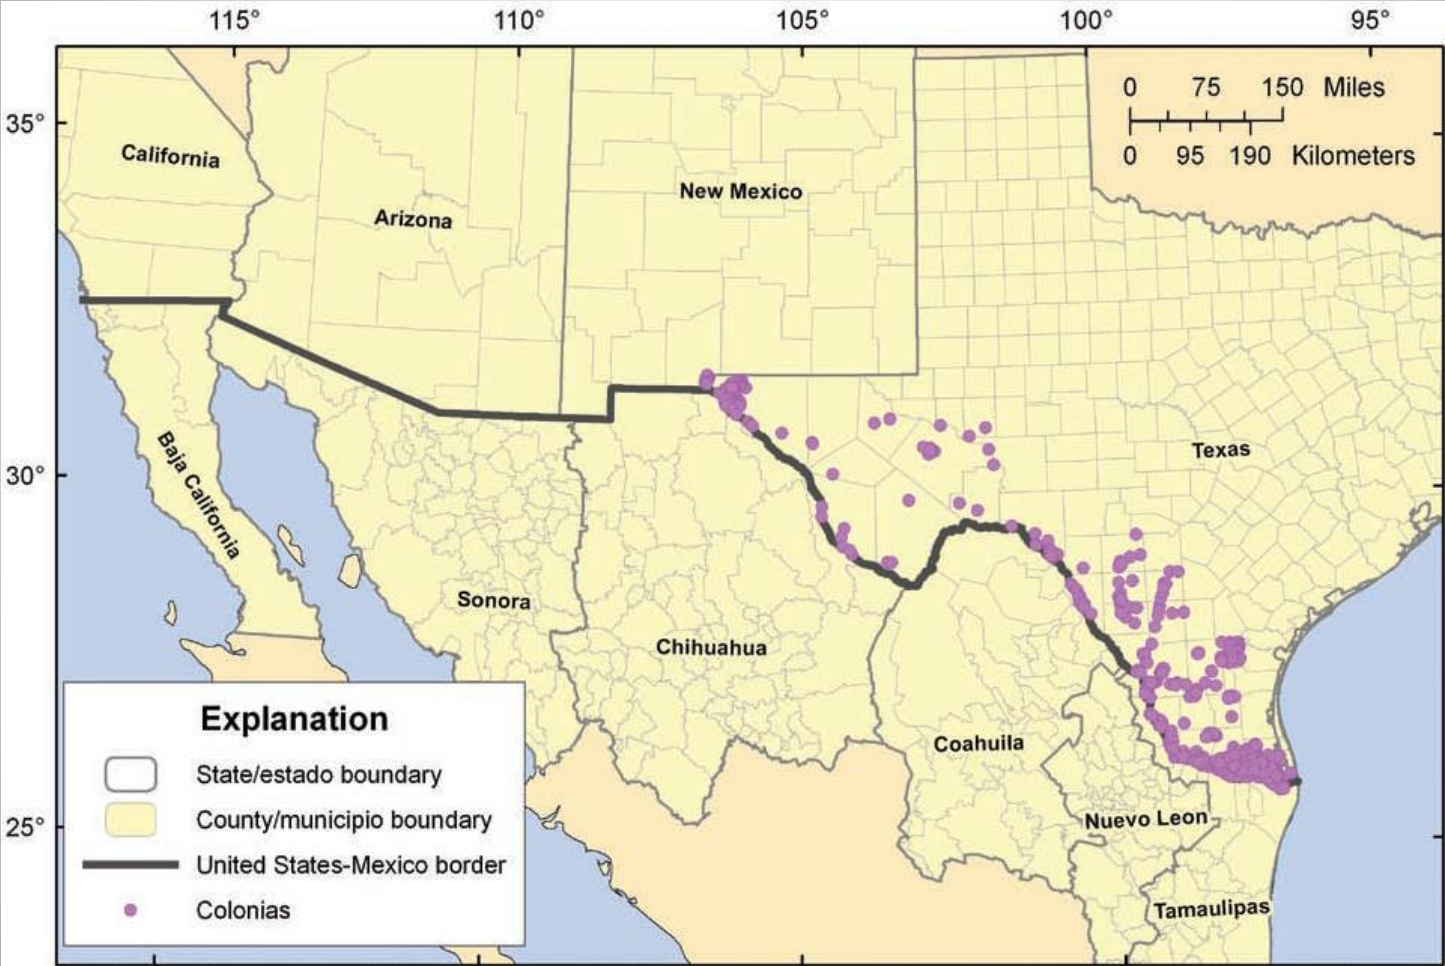 115° 110° 105° 100° 95°
0 75 150 Miles
35°
0 95 190 Kilometers
California
New Mexico
Arizona
Texas
30°
Baja California
Sonora
Chihuahua
Explanation
Coahuila
State/estado boundary
County/municipio boundary
Nuevo Leon
25°
United States-Mexico border
Colonias
Tamaulipas